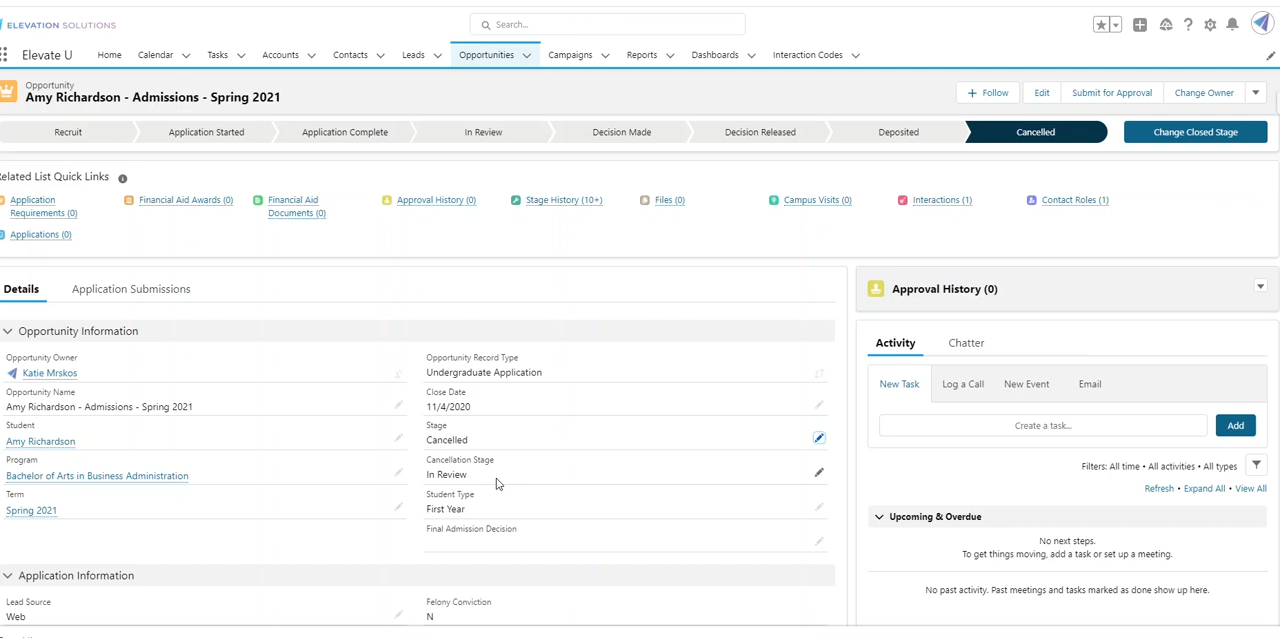 ELEVATION SOLUTIONS
Search...
Elevate U
Home Calendar Tasks Accounts Contacts Leads Opportunities Campaigns Reports Dashboards Interaction Codes
Opportunity
Amy Richardson - Admissions - Spring 2021
Follow Edit Submit for Approval Change Owner
Recruit Application Started Application Complete In Review Decision Made Decision Released Deposited Cancelled Change Closed Stage
Related List Quick Links
Application Requirements (0)
Financial Aid Awards (0)
Financial Aid Documents (0)
Approval History (0)
Stage History (10+)
Files (0)
Campus Visits (0)
Interactions (1)
Contact Roles (1)
Applications (0)
Details Application Submissions
Opportunity Information
Opportunity Owner
Katie Mrskos
Opportunity Record Type
Undergraduate Application
Opportunity Name
Amy Richardson - Admissions - Spring 2021
Close Date
11/4/2020
Student
Amy Richardson
Stage
Cancelled
Program
Bachelor of Arts in Business Administration
Cancellation Stage
In Review
Term
Spring 2021
Student Type
First Year
Final Admission Decision
Application Information
Lead Source
Web
Felony Conviction
N
Approval History (0)
Activity Chatter
New Task Log a Call New Event Email
Create a task...
Add
Filters: All time • All activities • All types
Refresh • Expand All • View All
Upcoming & Overdue
No next steps.
To get things moving, add a task or set up a meeting.
No past activity. Past meetings and tasks marked as done show up here.